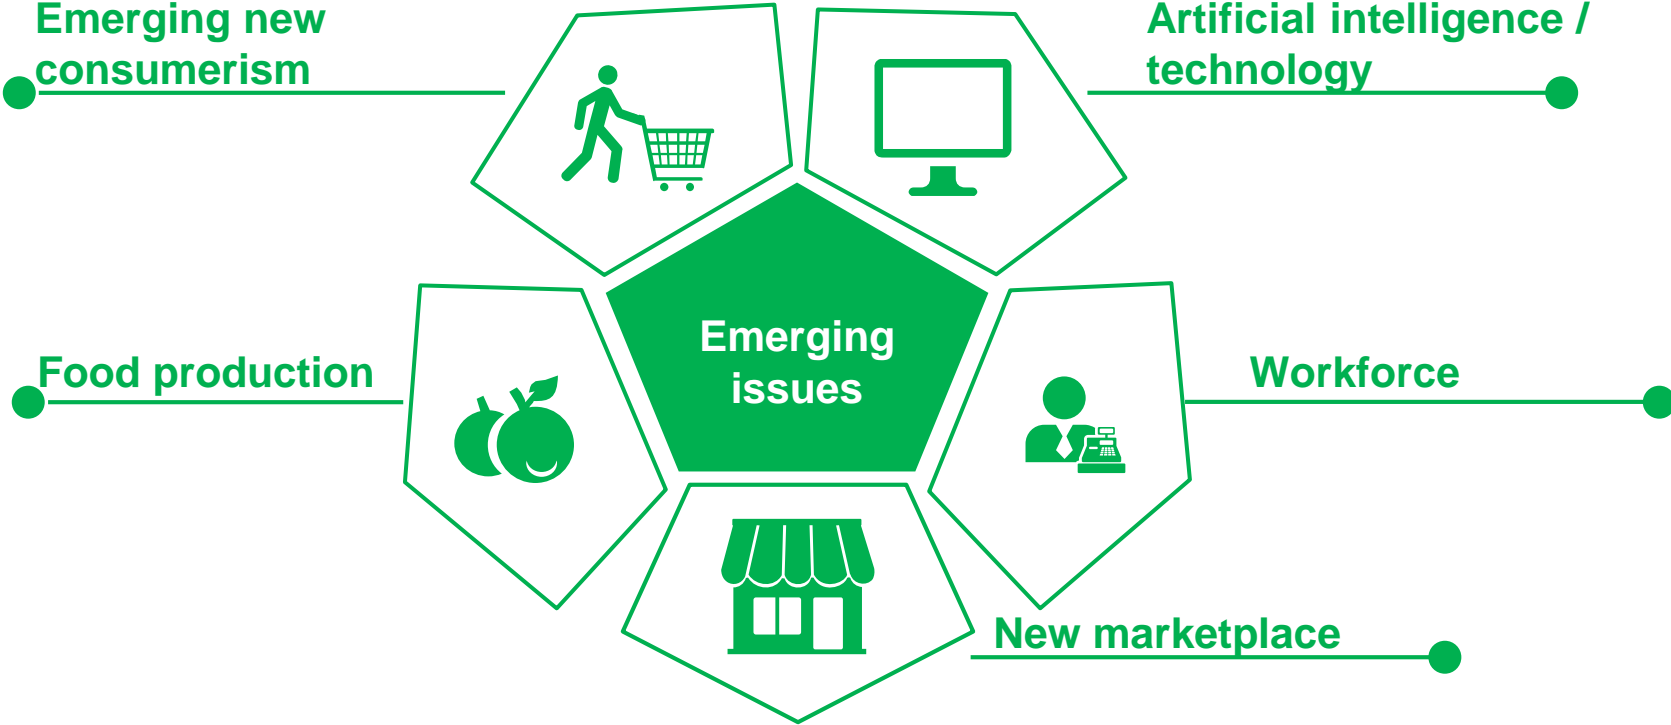 Emerging new
consumerism
Artificial intelligence /
technology
Food production
Emerging
issues
Workforce
New marketplace